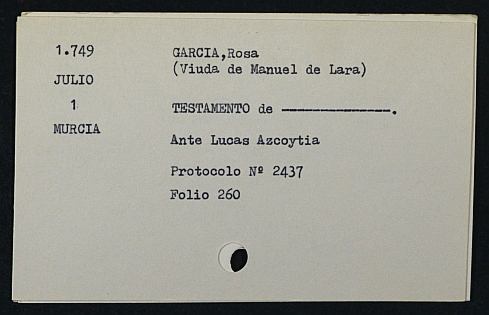 1.749
JULIO
1
MURCIA
GARCIA,Rosa
(Viuda de Manuel de Lara)
TESTAMENTO de ---------------.
Ante Lucas Azcoytia
Protocolo Nº 2437
Folio 260